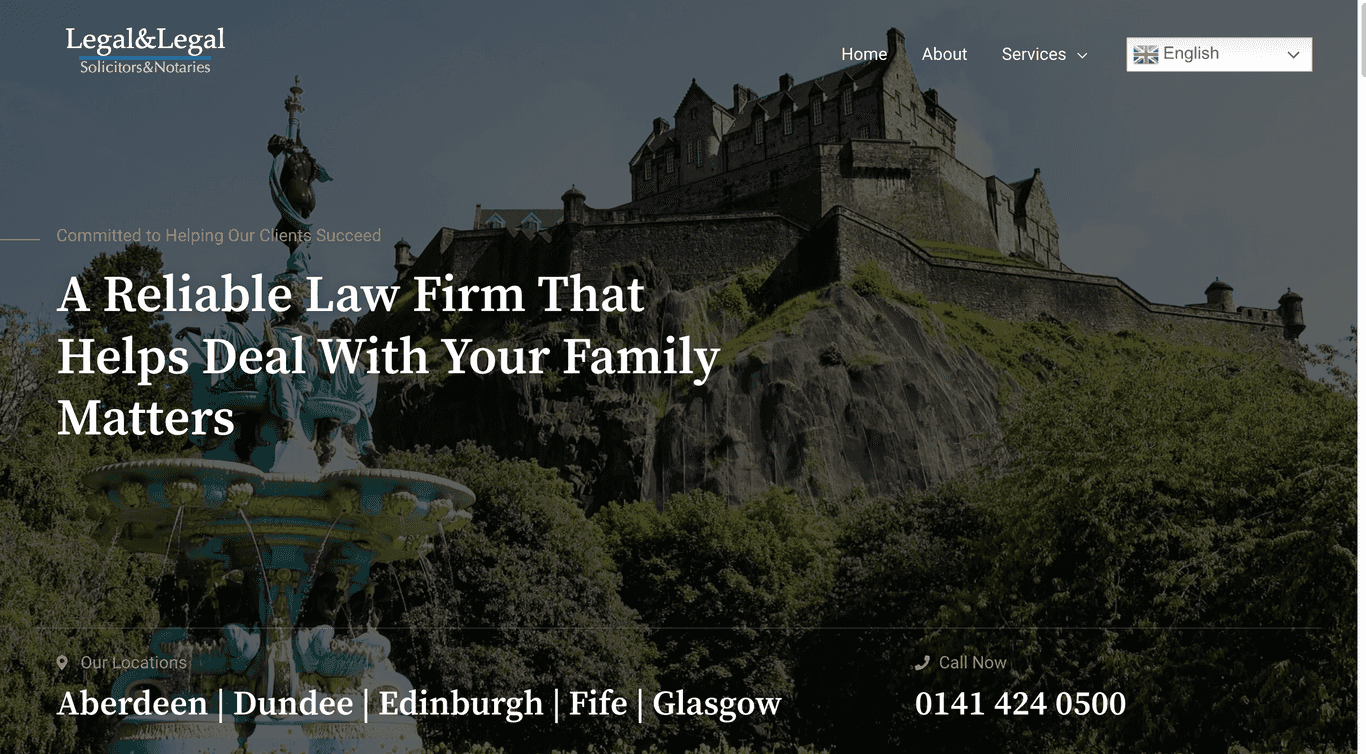 Legal&Legal
Solicitors&Notaries
Home
About
Services
English
Committed to Helping Our Clients Succeed
A Reliable Law Firm That
Helps Deal With Your Family
Matters
Our Locations
Aberdeen | Dundee | Edinburgh | Fife | Glasgow
Call Now
0141 424 0500